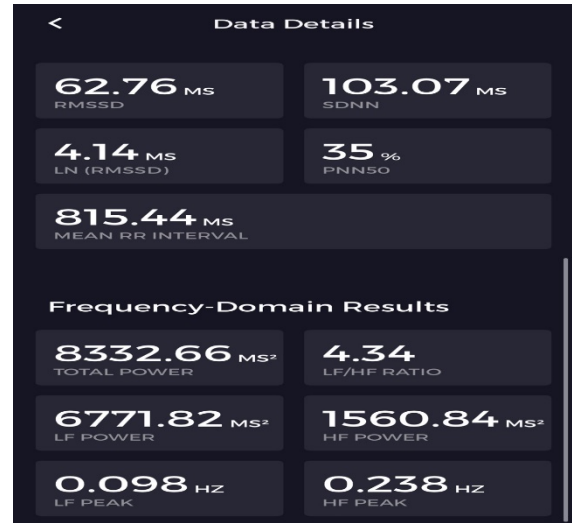 < Data Details
62.76 MS 103.07 MS
RMSSD SDNN
4.14 MS 35 %
LN (RMSSD) PNN50
815.44 MS
MEAN RR INTERVAL
Frequency-Domain Results
8332.66 MS² 4.34
TOTAL POWER LF/HF RATIO
6771.82 MS² 1560.84 MS²
LF POWER HF POWER
0.098 HZ 0.238 HZ
LF PEAK HF PEAK